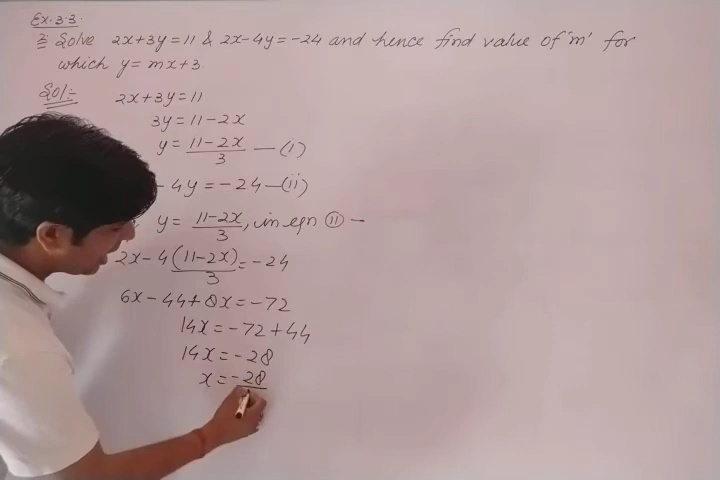 Ex. 3.3.
2 Solve 2x+3y=11 & 2x-4y=-24 and hence find value of 'm' for
which y=mx+3.
Sol:-
2x+3y=11
3y=11-2x
y=11-2x/3 —(i)
-4y=-24—(ii)
y=11-2x/3, in eqn (ii) —
2x-4(11-2x)/3=-24
6x-44+8x=-72
14x=-72+44
14x=-28
x=-28